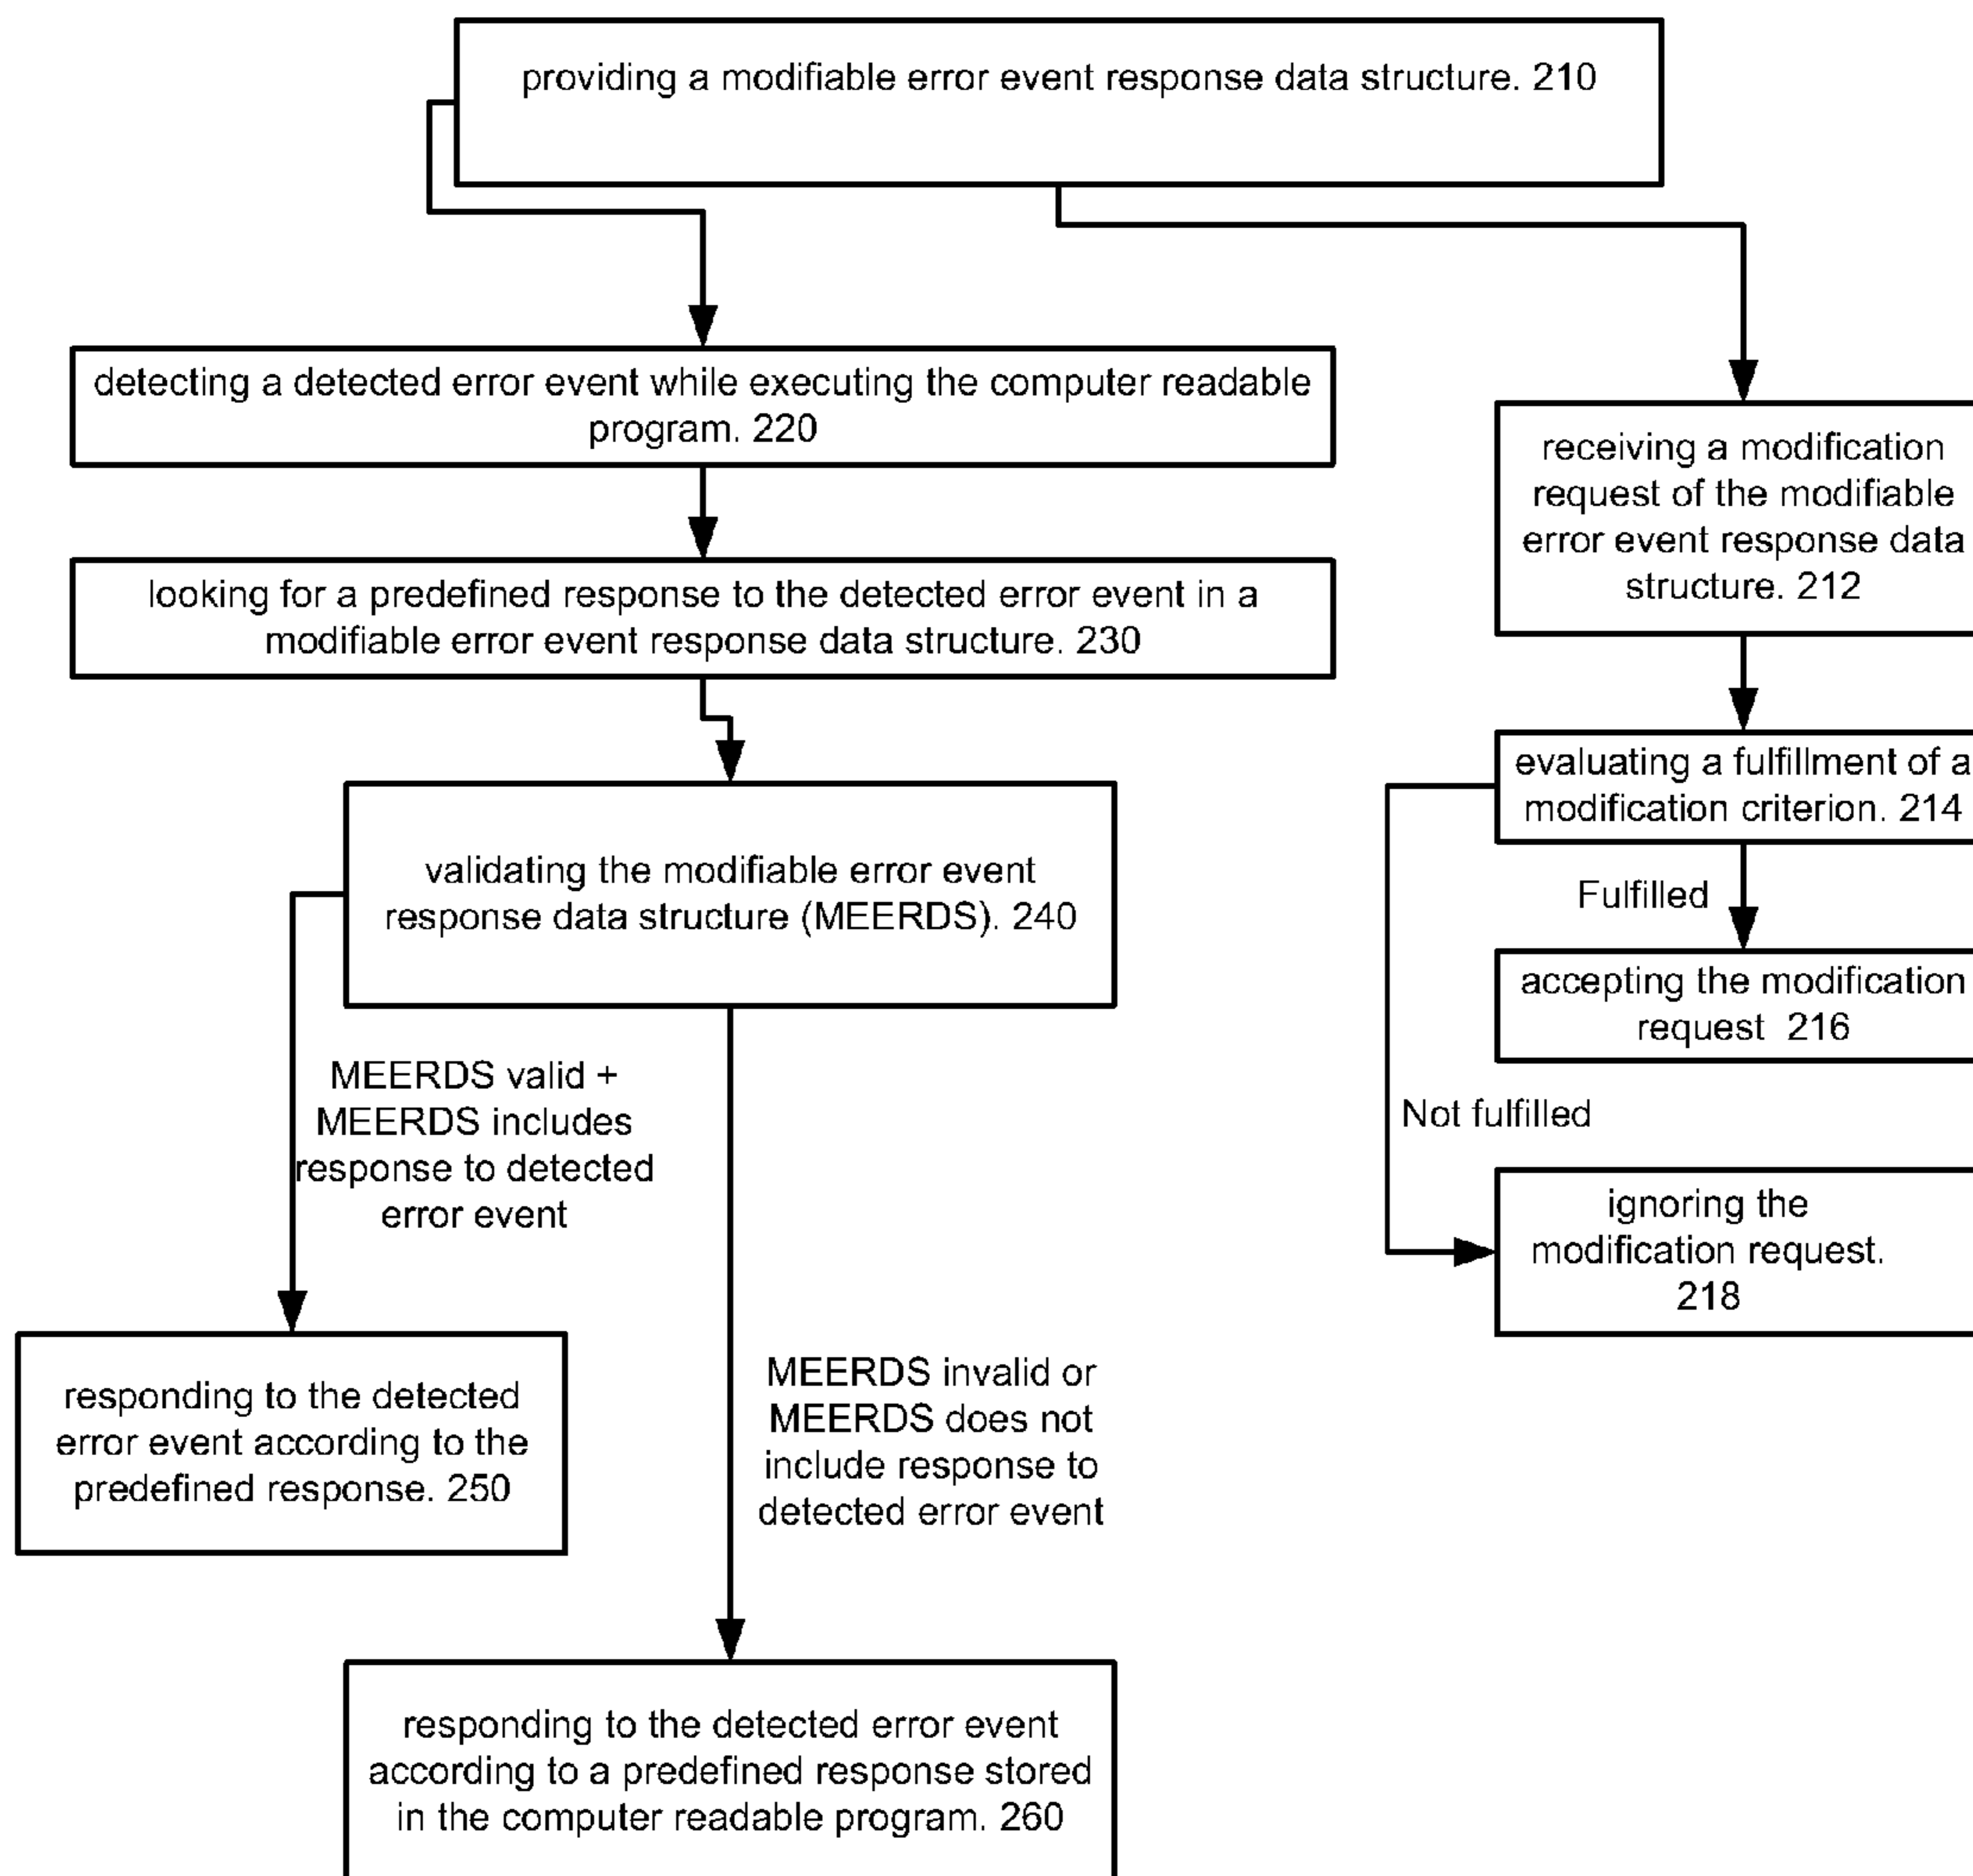 providing a modifiable error event response data structure. 210
detecting a detected error event while executing the computer readable
program. 220
looking for a predefined response to the detected error event in a
modifiable error event response data structure. 230
validating the modifiable error event
response data structure (MEERDS). 240
MEERDS valid +
MEERDS includes
response to detected
error event
responding to the detected
error event according to the
predefined response. 250
MEERDS invalid or
MEERDS does not
include response to
detected error event
responding to the detected error event
according to a predefined response stored
in the computer readable program. 260
receiving a modification
request of the modifiable
error event response data
structure. 212
evaluating a fulfillment of a
modification criterion. 214
Fulfilled
accepting the modification
request 216
Not fulfilled
ignoring the
modification request.
218